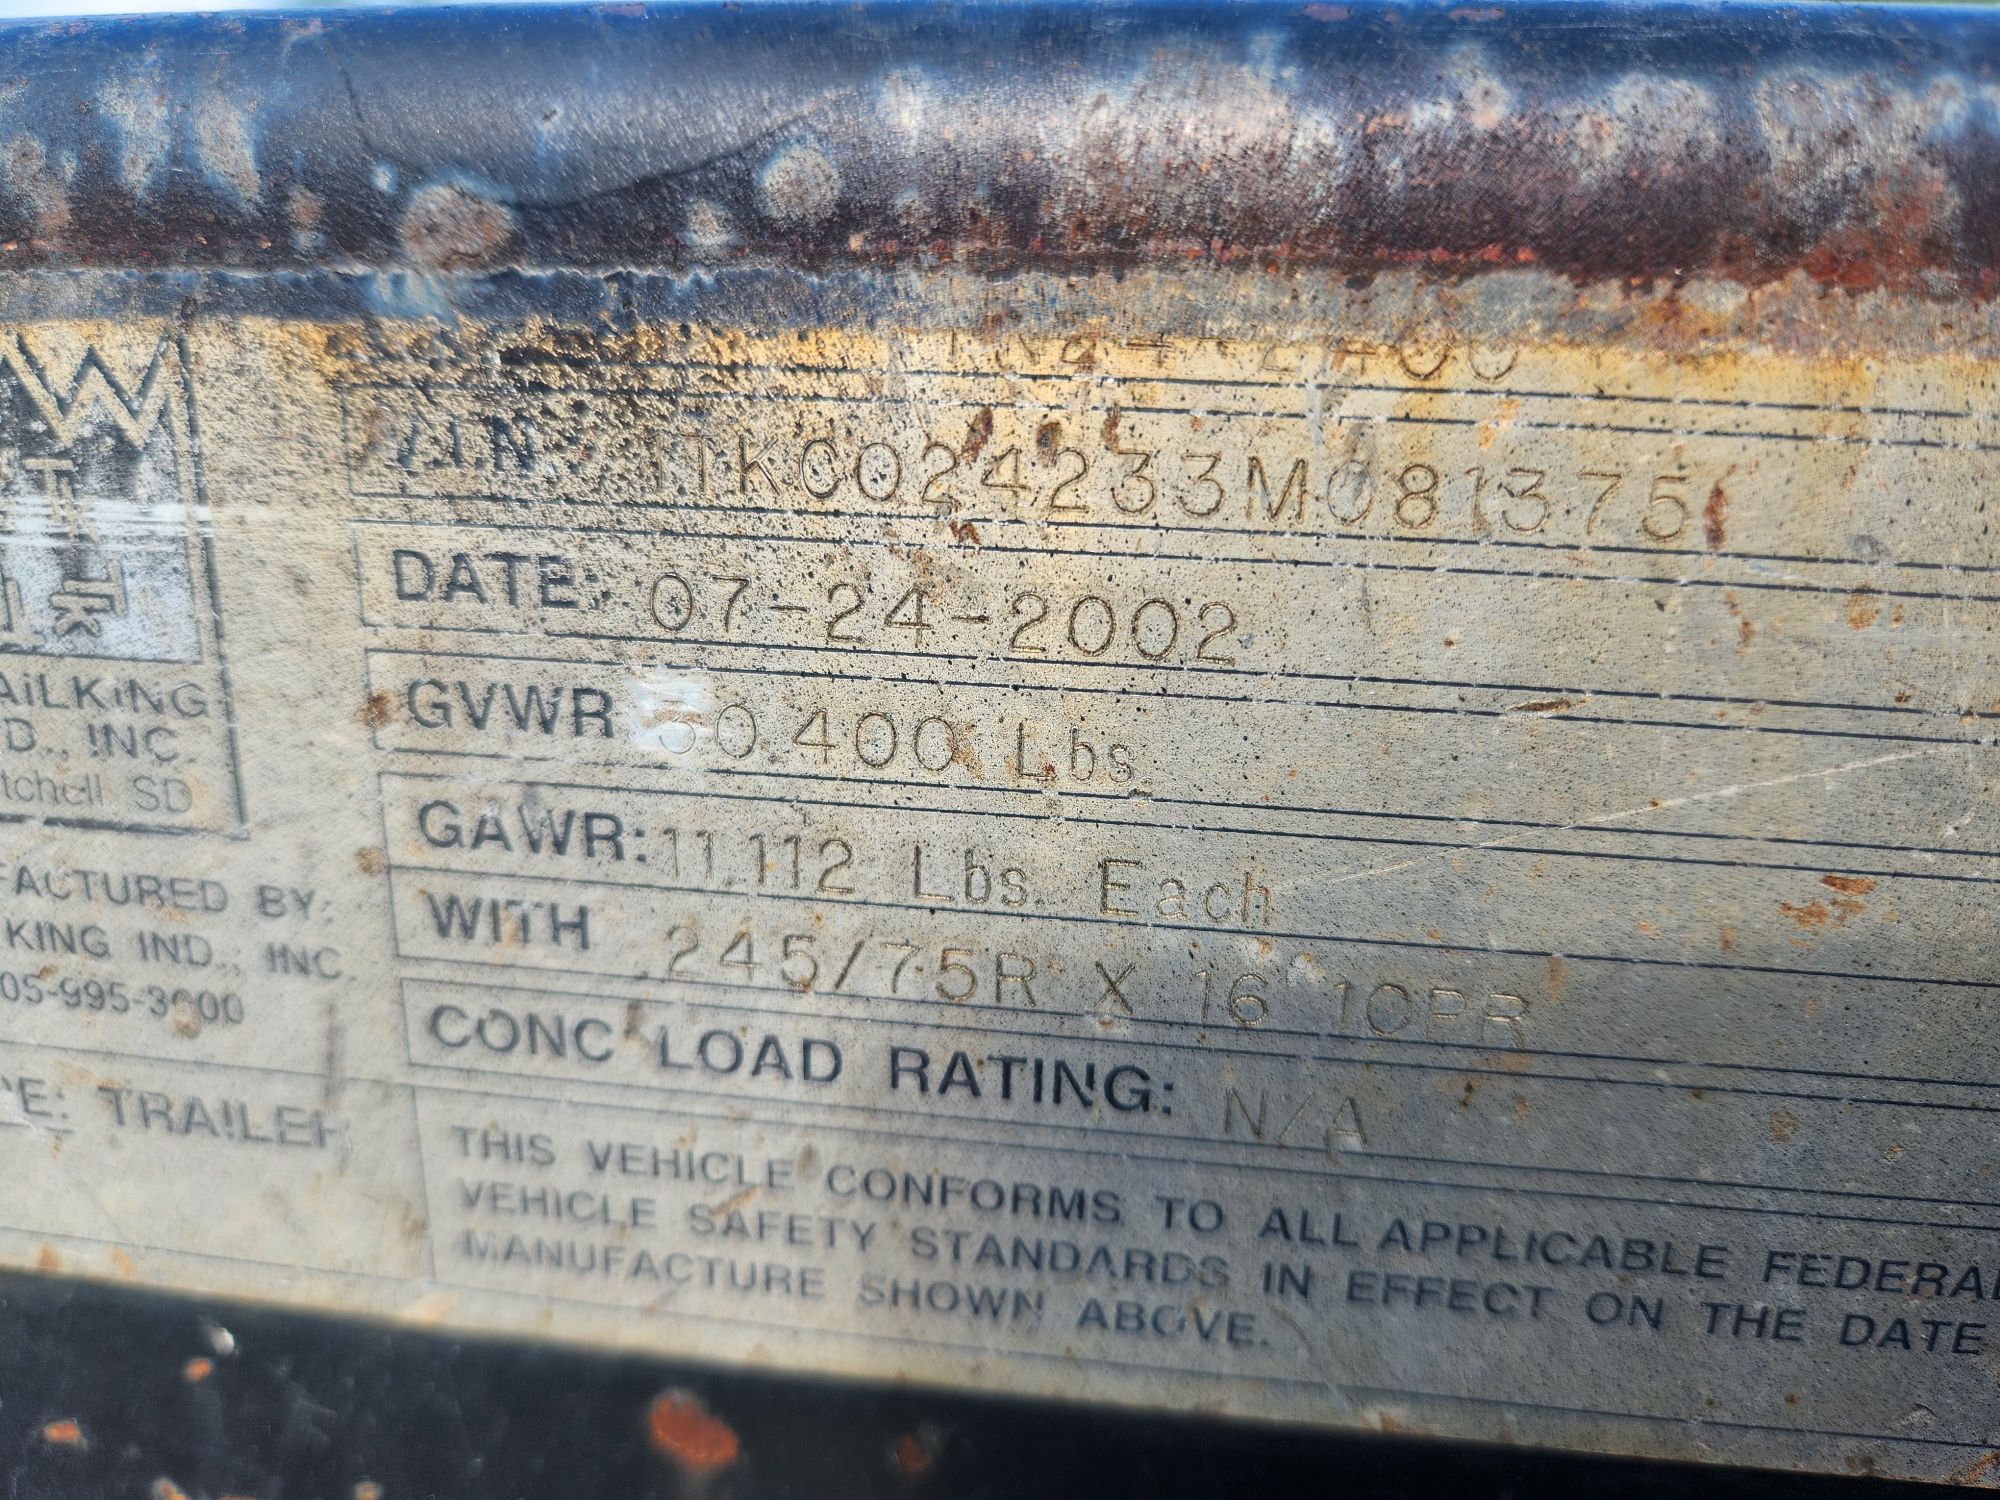 VIN 1TKC024233M081375
DATE: 07-24-2002
GVWR 30,400 Lbs.
AiLKiNG
D., INC.
tchell, SD
GAWR: 11,112 Lbs. Each
FACTURED BY:
WITH 245/75R X 16 10PR
KING IND., INC.
05-995-3600
CONC LOAD RATING: N/A
PE: TRAILER
THIS VEHICLE CONFORMS TO ALL APPLICABLE FEDERAL
VEHICLE SAFETY STANDARDS IN EFFECT ON THE DATE
MANUFACTURE SHOWN ABOVE.